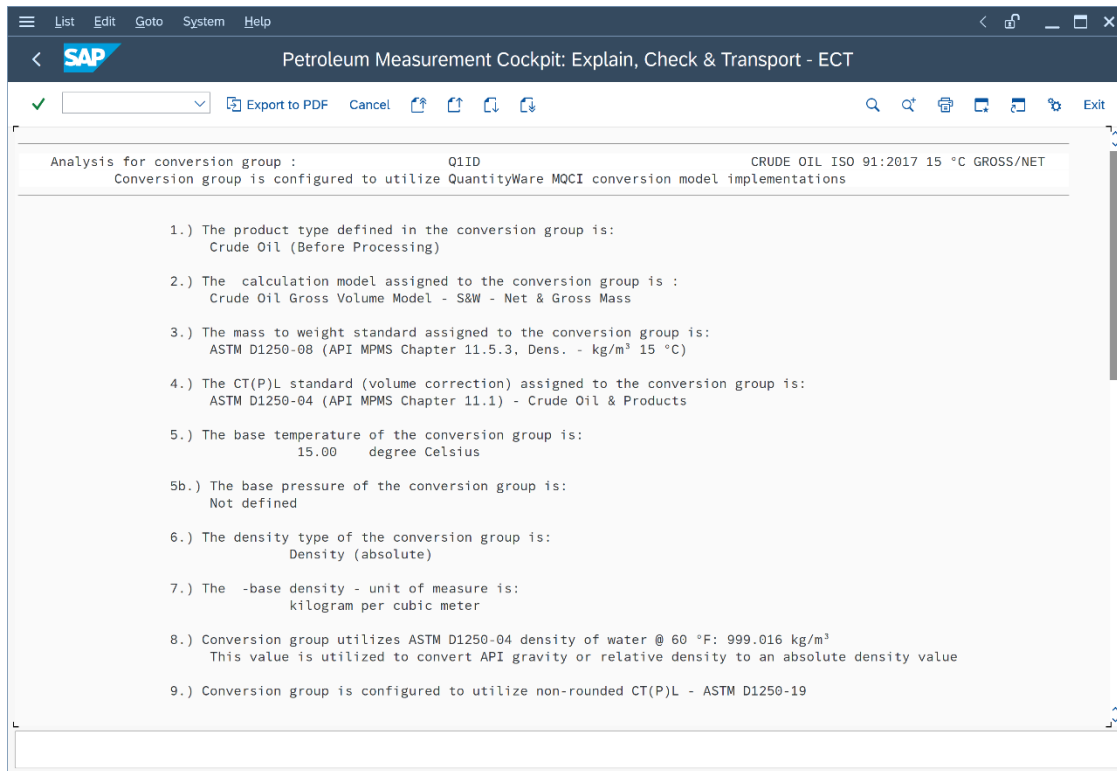 List Edit Goto System Help
SAP Petroleum Measurement Cockpit: Explain, Check & Transport - ECT
Export to PDF Cancel Exit
Analysis for conversion group : Q1ID CRUDE OIL ISO 91:2017 15 °C GROSS/NET
Conversion group is configured to utilize QuantityWare MQCI conversion model implementations
1.) The product type defined in the conversion group is:
Crude Oil (Before Processing)
2.) The  calculation model assigned to the conversion group is :
Crude Oil Gross Volume Model - S&W - Net & Gross Mass
3.) The mass to weight standard assigned to the conversion group is:
ASTM D1250-08 (API MPMS Chapter 11.5.3, Dens. - kg/m³ 15 °C)
4.) The CT(P)L standard (volume correction) assigned to the conversion group is:
ASTM D1250-04 (API MPMS Chapter 11.1) - Crude Oil & Products
5.) The base temperature of the conversion group is:
15.00 degree Celsius
5b.) The base pressure of the conversion group is:
Not defined
6.) The density type of the conversion group is:
Density (absolute)
7.) The  -base density - unit of measure is:
kilogram per cubic meter
8.) Conversion group utilizes ASTM D1250-04 density of water @ 60 °F: 999.016 kg/m³
This value is utilized to convert API gravity or relative density to an absolute density value
9.) Conversion group is configured to utilize non-rounded CT(P)L - ASTM D1250-19